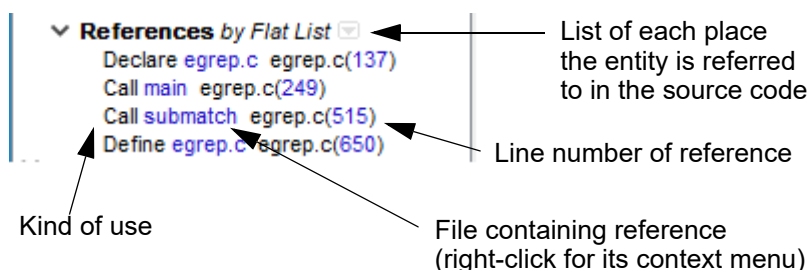 References by Flat List
Declare egrep.c egrep.c(137)
Call main egrep.c(249)
Call submatch egrep.c(515)
Define egrep.c egrep.c(650)
List of each place
the entity is referred
to in the source code
Line number of reference
Kind of use
File containing reference
(right-click for its context menu)